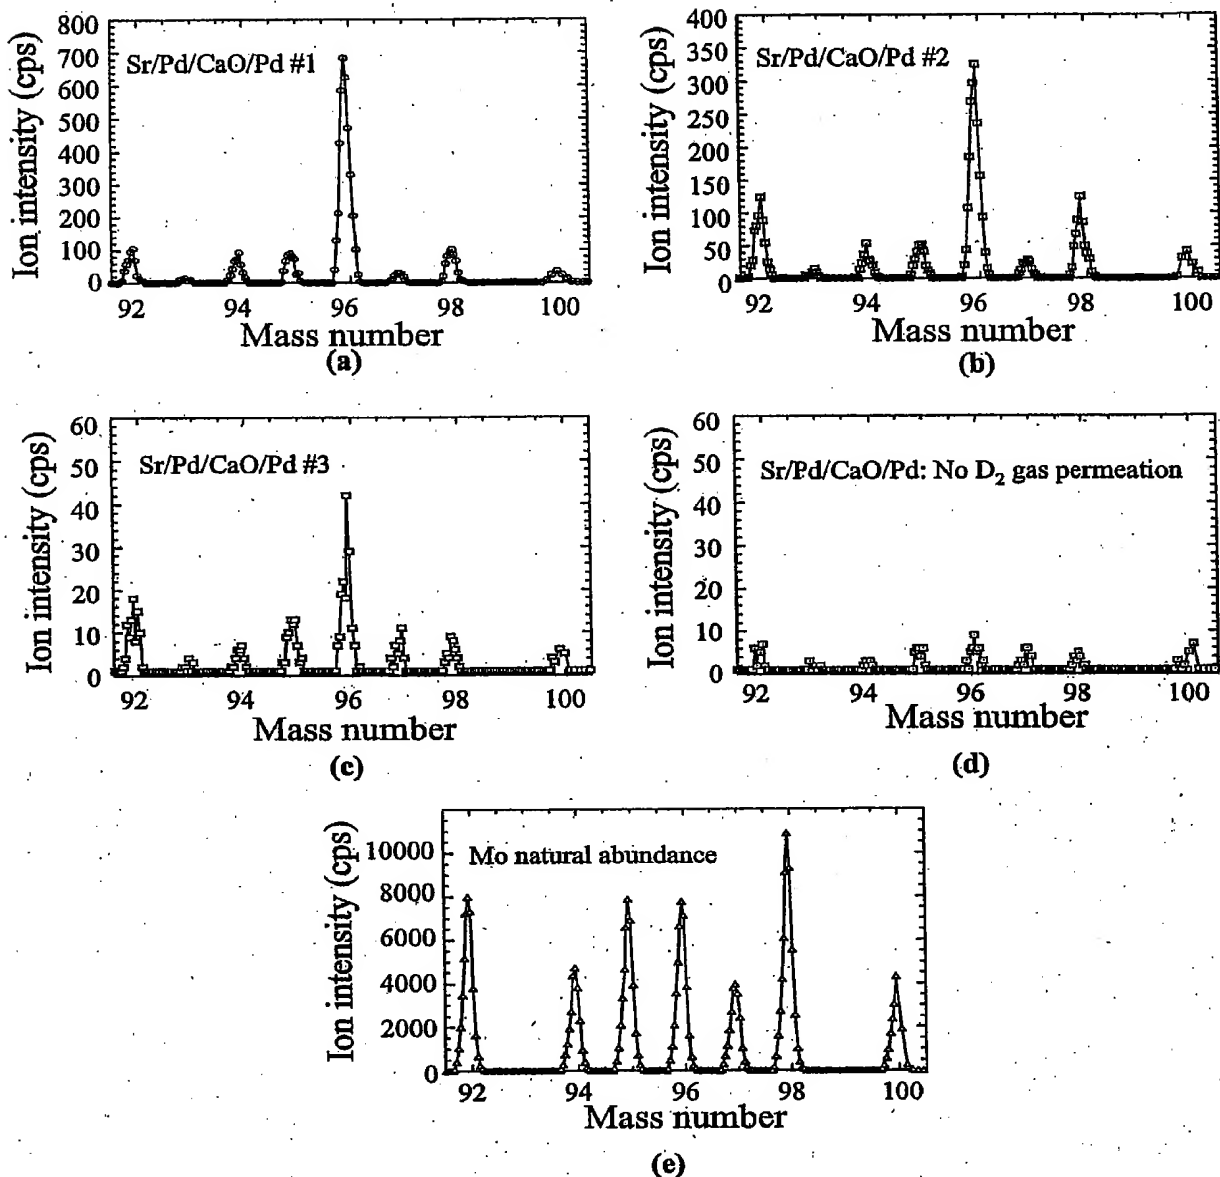 Ion intensity (cps)
800
700
600
500
400
300
200
100
0
Sr/Pd/CaO/Pd #1
92 94 96 98 100
Mass number
(a)
Ion intensity (cps)
400
350
300
250
200
150
100
50
0
Sr/Pd/CaO/Pd #2
92 94 96 98 100
Mass number
(b)
Ion intensity (cps)
60
50
40
30
20
10
0
Sr/Pd/CaO/Pd #3
92 94 96 98 100
Mass number
(c)
Ion intensity (cps)
60
50
40
30
20
10
0
Sr/Pd/CaO/Pd: No D₂ gas permeation
92 94 96 98 100
Mass number
(d)
Ion intensity (cps)
10000
8000
6000
4000
2000
0
Mo natural abundance
92 94 96 98 100
Mass number
(e)